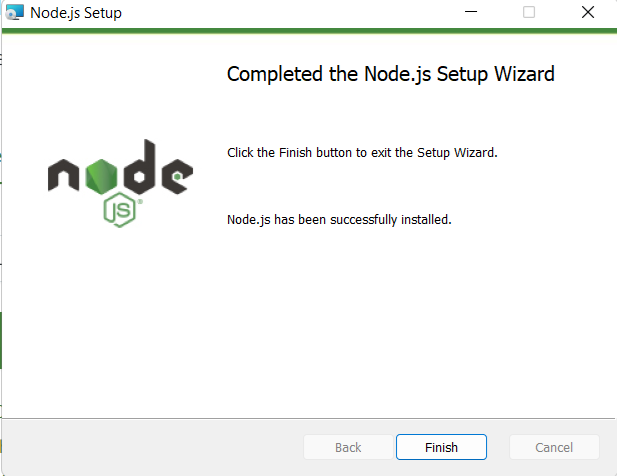 Node.js Setup
Completed the Node.js Setup Wizard
Click the Finish button to exit the Setup Wizard.
node
JS®
Node.js has been successfully installed.
Back
Finish
Cancel